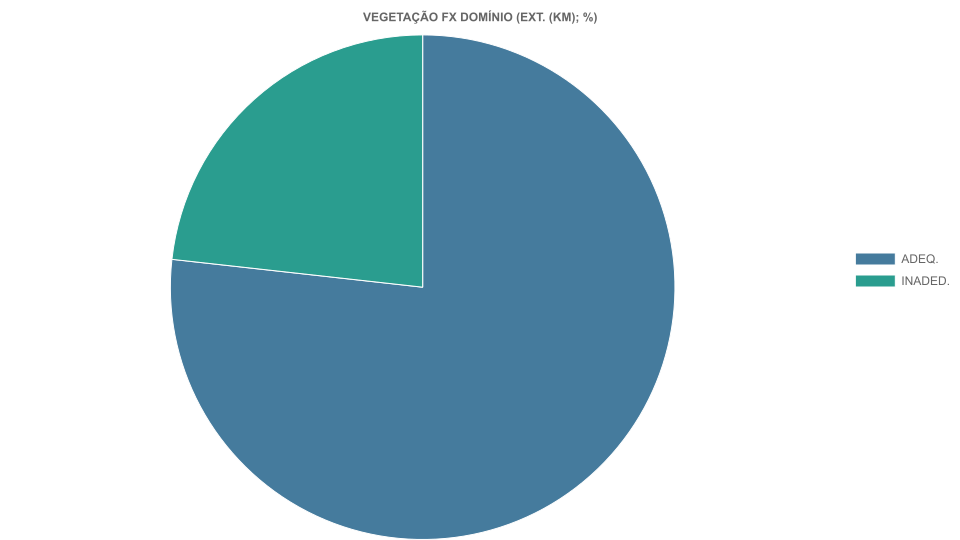 VEGETAÇÃO FX DOMÍNIO (EXT. (KM); %)
ADEQ.
INADED.